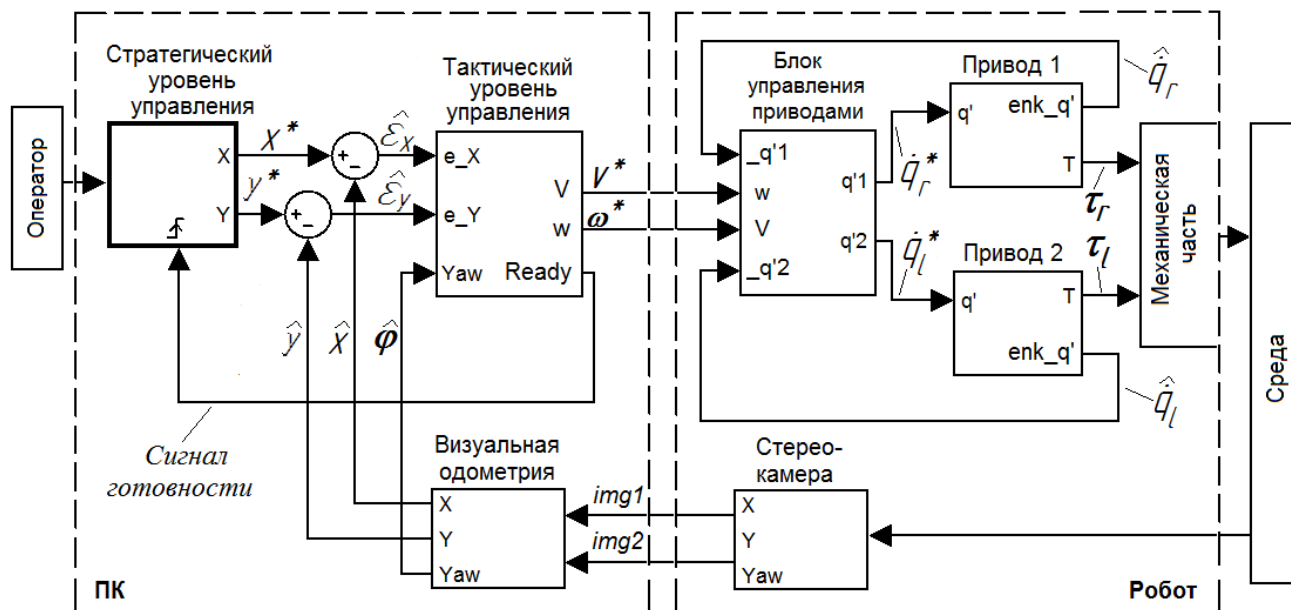 Оператор
Стратегический
уровень
управления
X
Y
x*
y*
+
-
+
-
ε̂x
ε̂y
Тактический
уровень
управления
e_X
e_Y
Yaw
V
w
Ready
V*
ω*
ŷ
x̂
φ̂
Сигнал
готовности
Визуальная
одометрия
X
Y
Yaw
img1
img2
ПК
Блок
управления
приводами
_q'1
w
V
_q'2
q'1
q'2
q̇r*
q̇l*
Привод 1
q'
enk_q'
T
q̇̂r
τr
Привод 2
q'
T
enk_q'
τl
q̇̂l
Механическая
часть
Стерео-
камера
X
Y
Yaw
Робот
Среда